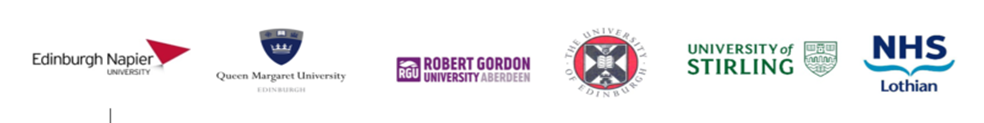 Edinburgh Napier
UNIVERSITY
Queen Margaret University
EDINBURGH
RGU
ROBERT GORDON
UNIVERSITY ABERDEEN
THE UNIVERSITY
OF EDINBURGH
UNIVERSITY of
STIRLING
NHS
Lothian